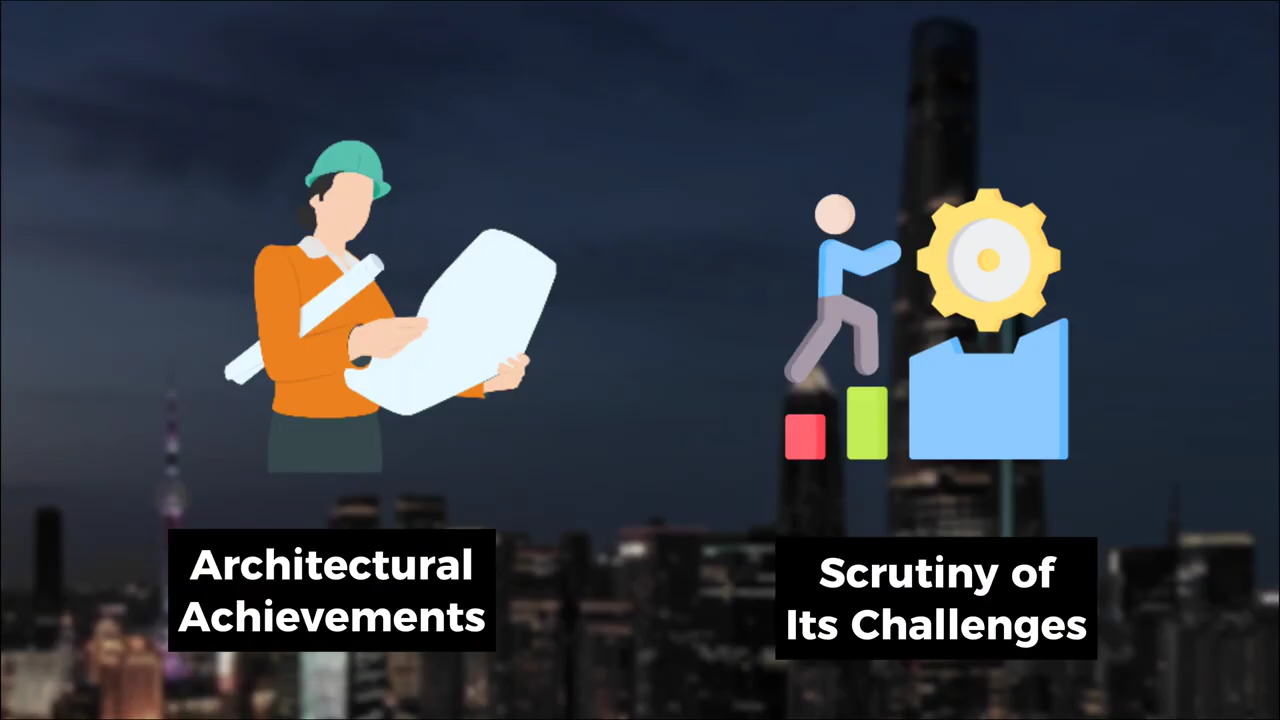 Architectural
Achievements
Scrutiny of
Its Challenges